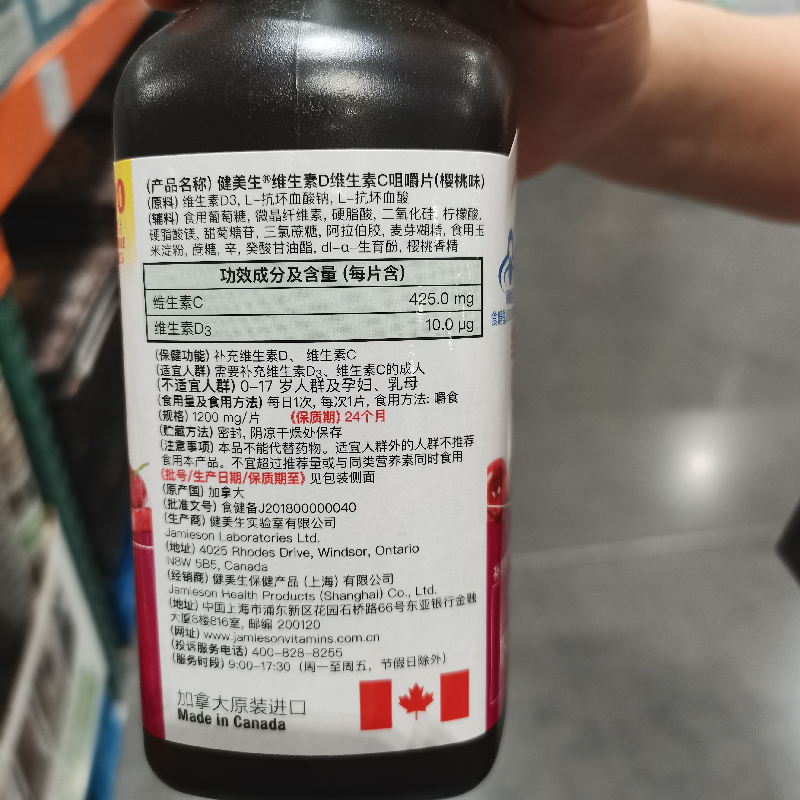 (产品名称) 健美生®维生素D维生素C咀嚼片(樱桃味)
(原料) 维生素D3, L-抗坏血酸钠, L-抗坏血酸
(辅料) 食用葡萄糖, 微晶纤维素, 硬脂酸, 二氧化硅, 柠檬酸,
硬脂酸镁, 甜菊糖苷, 三氯蔗糖, 阿拉伯胶, 麦芽糊精, 食用玉
米淀粉, 蔗糖, 辛, 癸酸甘油酯, dl-α-生育酚, 樱桃香精
功效成分及含量 (每片含)
维生素C 425.0 mg
维生素D3 10.0 μg
(保健功能) 补充维生素D、 维生素C
(适宜人群) 需要补充维生素D3、维生素C的成人
(不适宜人群) 0-17 岁人群及孕妇、乳母
(食用量及食用方法) 每日1次, 每次1片, 食用方法: 嚼食
(规格) 1200 mg/片 (保质期) 24个月
(贮藏方法) 密封, 阴凉干燥处保存
(注意事项) 本品不能代替药物。适宜人群外的人群不推荐
食用本产品。不宜超过推荐量或与同类营养素同时食用
(批号/生产日期/保质期至) 见包装侧面
(原产国) 加拿大
(批准文号) 食健备J201800000040
(生产商) 健美生实验室有限公司
Jamieson Laboratories Ltd.
(地址) 4025 Rhodes Drive, Windsor, Ontario
N8W 5B5, Canada
(经销商) 健美生保健产品 (上海) 有限公司
Jamieson Health Products (Shanghai) Co., Ltd.
(地址) 中国上海市浦东新区花园石桥路66号东亚银行金融
大厦8楼816室, 邮编 200120
(网址) www.jamiesonvitamins.com.cn
(投诉服务电话) 400-828-8255
(服务时段) 9:00-17:30 (周一至周五, 节假日除外)
加拿大原装进口
Made in Canada